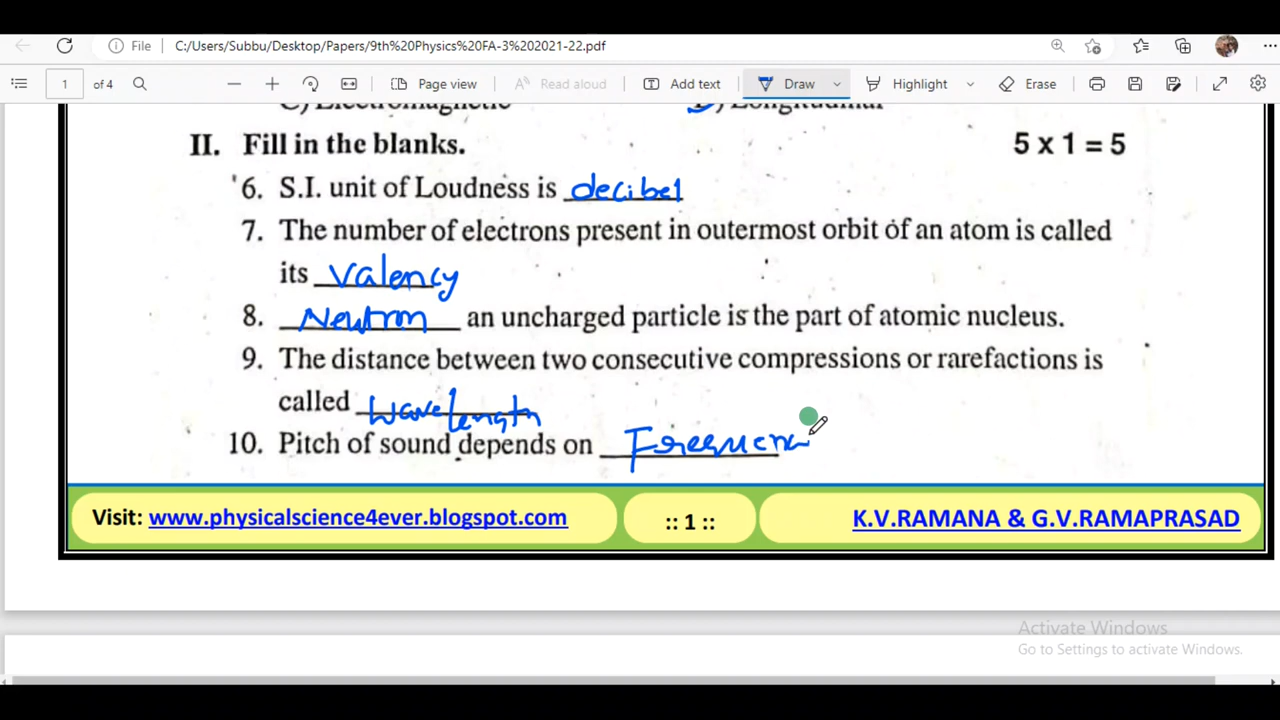 File C:/Users/Subbu/Desktop/Papers/9th%20Physics%20FA-3%202021-22.pdf
1 of 4 Page view Read aloud Add text Draw Highlight Erase
C) Electromagnetic D) Longitudinal
II. Fill in the blanks. 5 x 1 = 5
6. S.I. unit of Loudness is decibel
7. The number of electrons present in outermost orbit of an atom is called
its valency
8. Neutron an uncharged particle is the part of atomic nucleus.
9. The distance between two consecutive compressions or rarefactions is
called wavelength
10. Pitch of sound depends on
Visit: www.physicalscience4ever.blogspot.com :: 1 :: K.V.RAMANA & G.V.RAMAPRASAD
Activate Windows
Go to Settings to activate Windows.